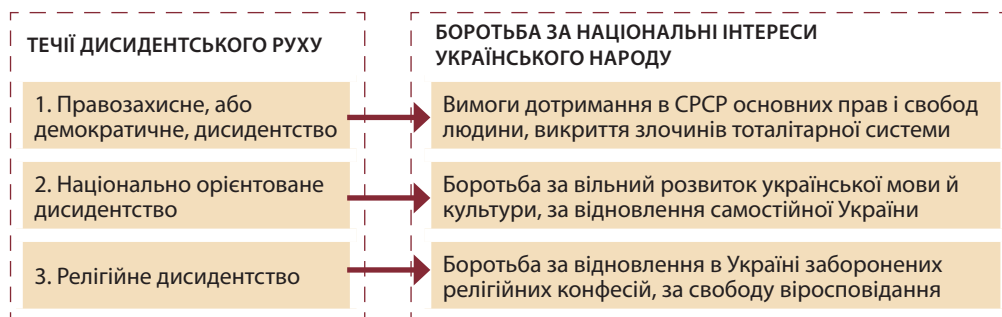 ТЕЧІЇ ДИСИДЕНТСЬКОГО РУХУ
БОРОТЬБА ЗА НАЦІОНАЛЬНІ ІНТЕРЕСИ
УКРАЇНСЬКОГО НАРОДУ
1. Правозахисне, або
демократичне, дисидентство
Вимоги дотримання в СРСР основних прав і свобод
людини, викриття злочинів тоталітарної системи
2. Національно орієнтоване
дисидентство
Боротьба за вільний розвиток української мови й
культури, за відновлення самостійної України
3. Релігійне дисидентство
Боротьба за відновлення в Україні заборонених
релігійних конфесій, за свободу віросповідання